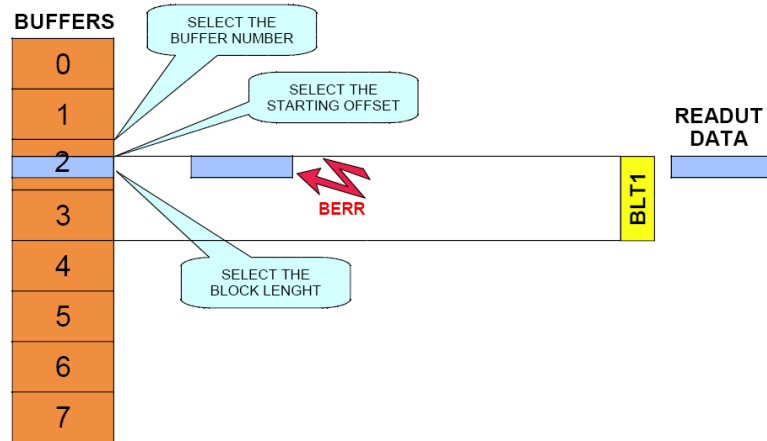 BUFFERS
SELECT THE
BUFFER NUMBER
0
SELECT THE
STARTING OFFSET
1
READUT
DATA
2
BERR
BLT1
3
SELECT THE
BLOCK LENGHT
4
5
6
7